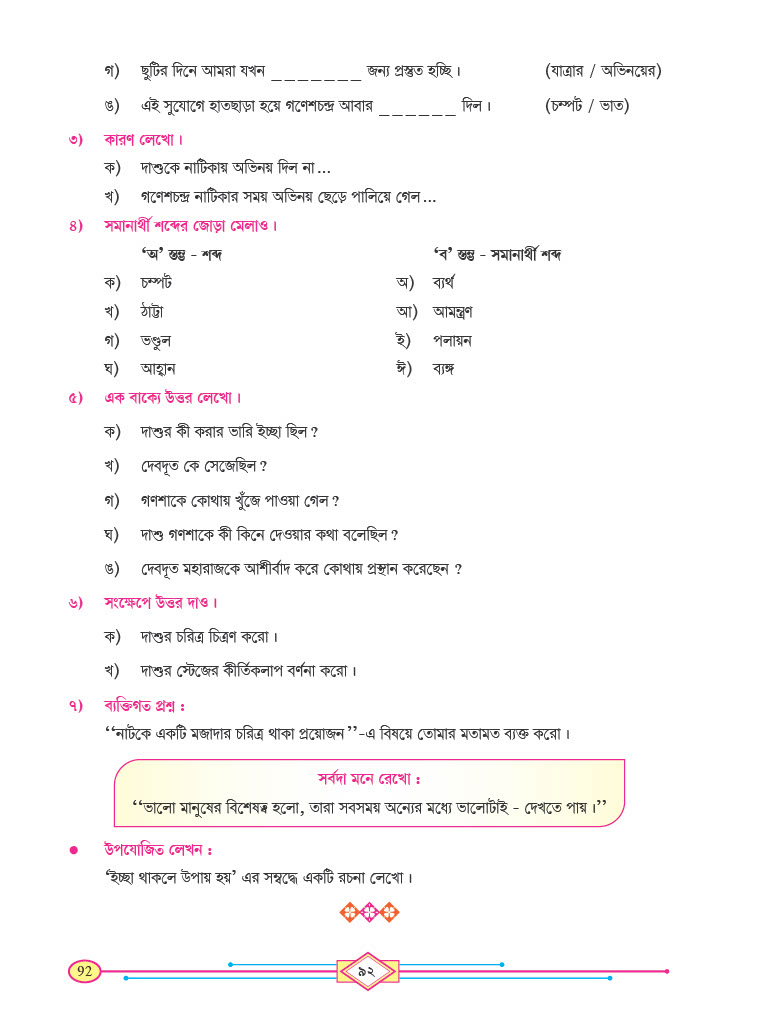 গ) ছুটির দিনে আমরা যখন _______ জন্য প্রস্তুত হচ্ছি। (যাত্রার / অভিনয়ের)
ঙ) এই সুযোগে হাতছাড়া হয়ে গণেশচন্দ্র আবার ______ দিল। (চম্পট / ভাত)
৩) কারণ লেখো।
ক) দাশুকে নাটিকায় অভিনয় দিল না...
খ) গণেশচন্দ্র নাটিকার সময় অভিনয় ছেড়ে পালিয়ে গেল...
৪) সমানার্থী শব্দের জোড়া মেলাও।
‘অ’ স্তম্ভ - শব্দ ‘ব’ স্তম্ভ - সমানার্থী শব্দ
ক) চম্পট অ) ব্যর্থ
খ) ঠাট্টা আ) আমন্ত্রণ
গ) ভণ্ডুল ই) পলায়ন
ঘ) আহ্বান ঈ) ব্যঙ্গ
৫) এক বাক্যে উত্তর লেখো।
ক) দাশুর কী করার ভারি ইচ্ছা ছিল?
খ) দেবদূত কে সেজেছিল?
গ) গণশাকে কোথায় খুঁজে পাওয়া গেল?
ঘ) দাশু গণশাকে কী কিনে দেওয়ার কথা বলেছিল?
ঙ) দেবদূত মহারাজকে আশীর্বাদ করে কোথায় প্রস্থান করেছেন ?
৬) সংক্ষেপে উত্তর দাও।
ক) দাশুর চরিত্র চিত্রণ করো।
খ) দাশুর স্টেজের কীর্তিকলাপ বর্ণনা করো।
৭) ব্যক্তিগত প্রশ্ন :
‘‘নাটকে একটি মজাদার চরিত্র থাকা প্রয়োজন’’-এ বিষয়ে তোমার মতামত ব্যক্ত করো।
সর্বদা মনে রেখো :
‘‘ভালো মানুষের বিশেষত্ব হলো, তারা সবসময় অন্যের মধ্যে ভালোটাই - দেখতে পায়।’’
● উপযোজিত লেখন :
‘ইচ্ছা থাকলে উপায় হয়’ এর সম্বন্ধে একটি রচনা লেখো।
92 ৯২